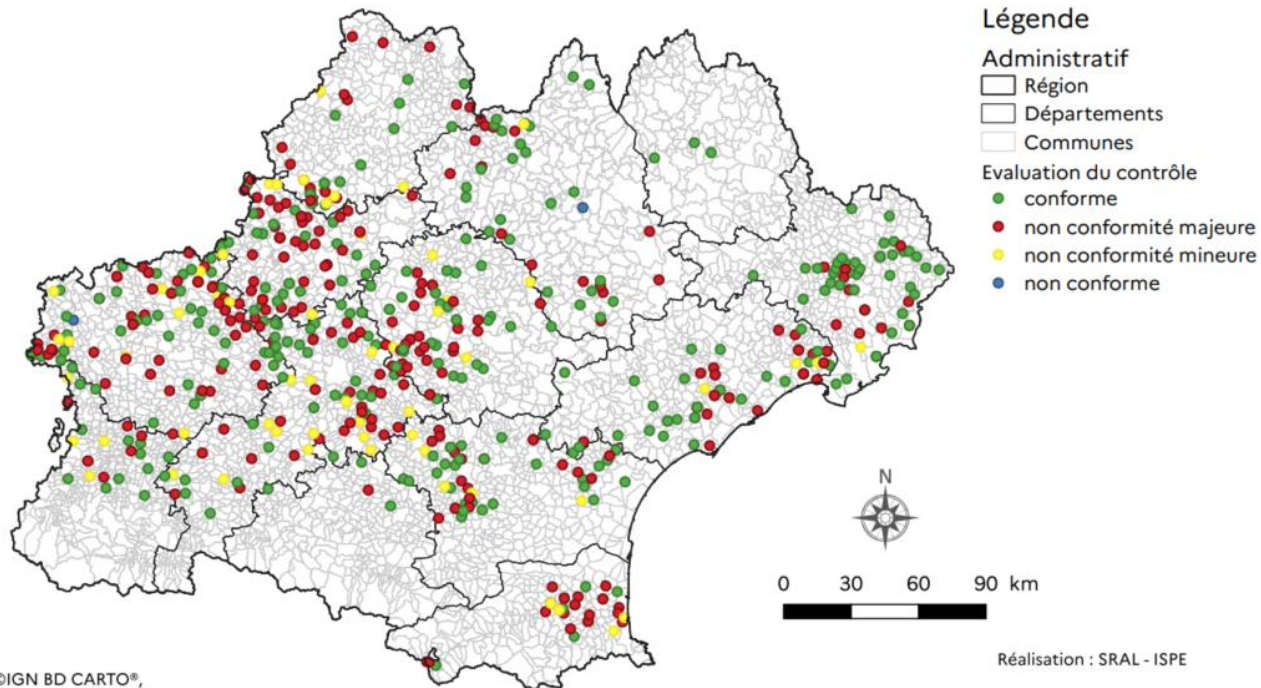 Légende
Administratif
Région
Départements
Communes
Evaluation du contrôle
conforme
non conformité majeure
non conformité mineure
non conforme
N
0 30 60 90 km
Réalisation : SRAL - ISPE
©IGN BD CARTO®,